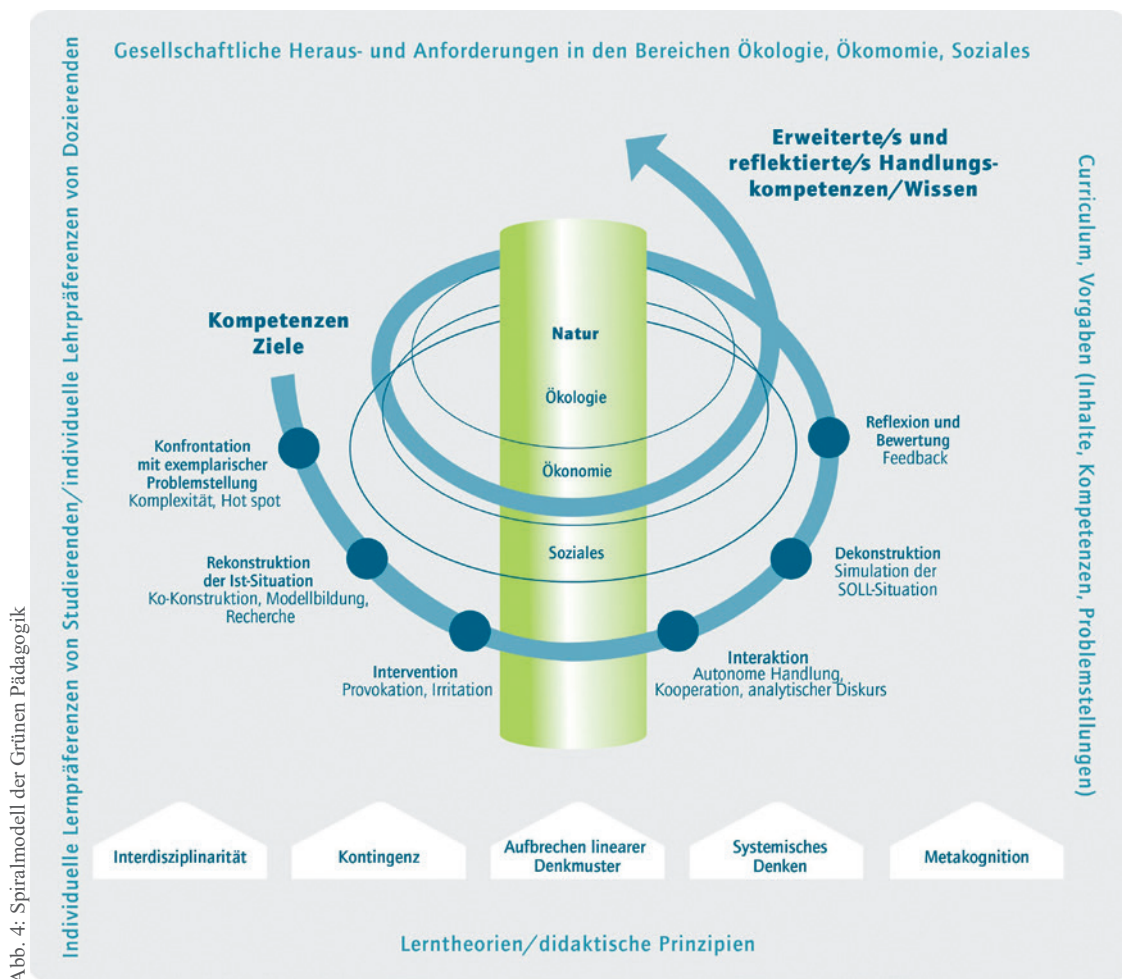 Gesellschaftliche Heraus- und Anforderungen in den Bereichen Ökologie, Ökomomie, Soziales
Individuelle Lernpräferenzen von Studierenden/individuelle Lehrpräferenzen von Dozierenden
Erweiterte/s und
reflektierte/s Handlungs-
kompetenzen/Wissen
Curriculum, Vorgaben (Inhalte, Kompetenzen, Problemstellungen)
Kompetenzen
Ziele
Natur
Ökologie
Ökonomie
Soziales
Konfrontation
mit exemplarischer
Problemstellung
Komplexität, Hot spot
Rekonstruktion
der Ist-Situation
Ko-Konstruktion, Modellbildung,
Recherche
Intervention
Provokation, Irritation
Interaktion
Autonome Handlung,
Kooperation, analytischer Diskurs
Dekonstruktion
Simulation der
SOLL-Situation
Reflexion und
Bewertung
Feedback
Interdisziplinarität
Kontingenz
Aufbrechen linearer
Denkmuster
Systemisches
Denken
Metakognition
Lerntheorien/didaktische Prinzipien
Abb. 4: Spiralmodell der Grünen Pädagogik